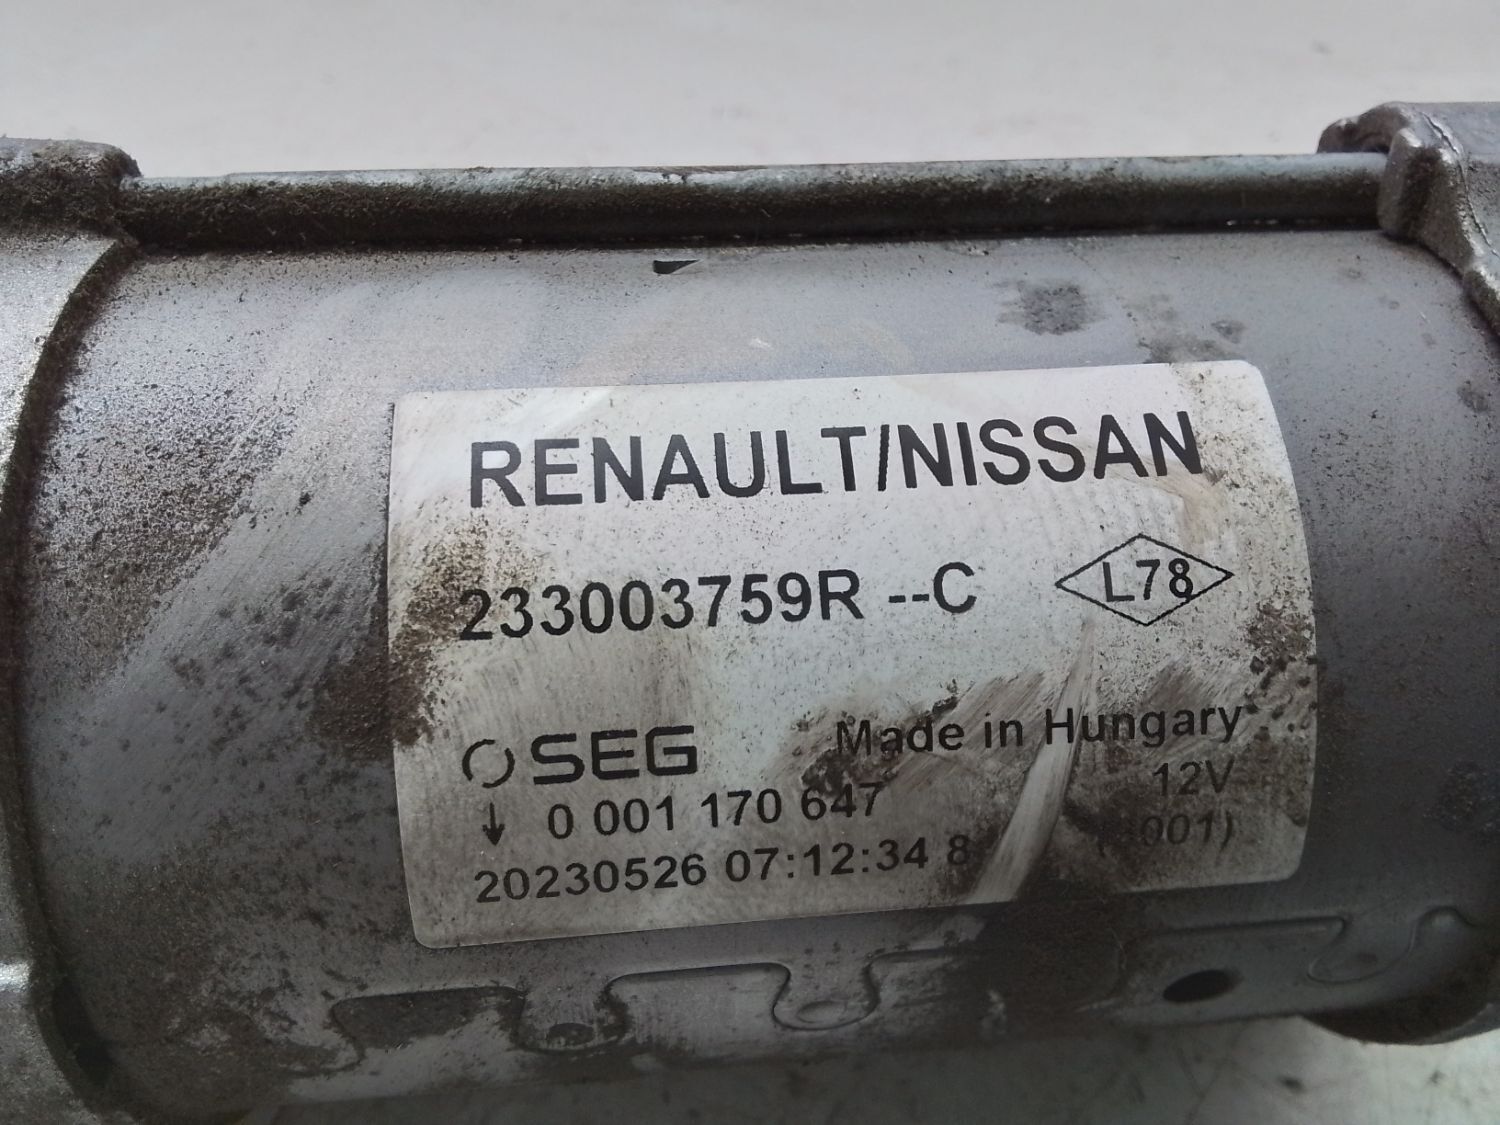 RENAULT/NISSAN
233003759R --C L78
SEG Made in Hungary
↓ 0 001 170 647 12V
20230526 07:12:34 8